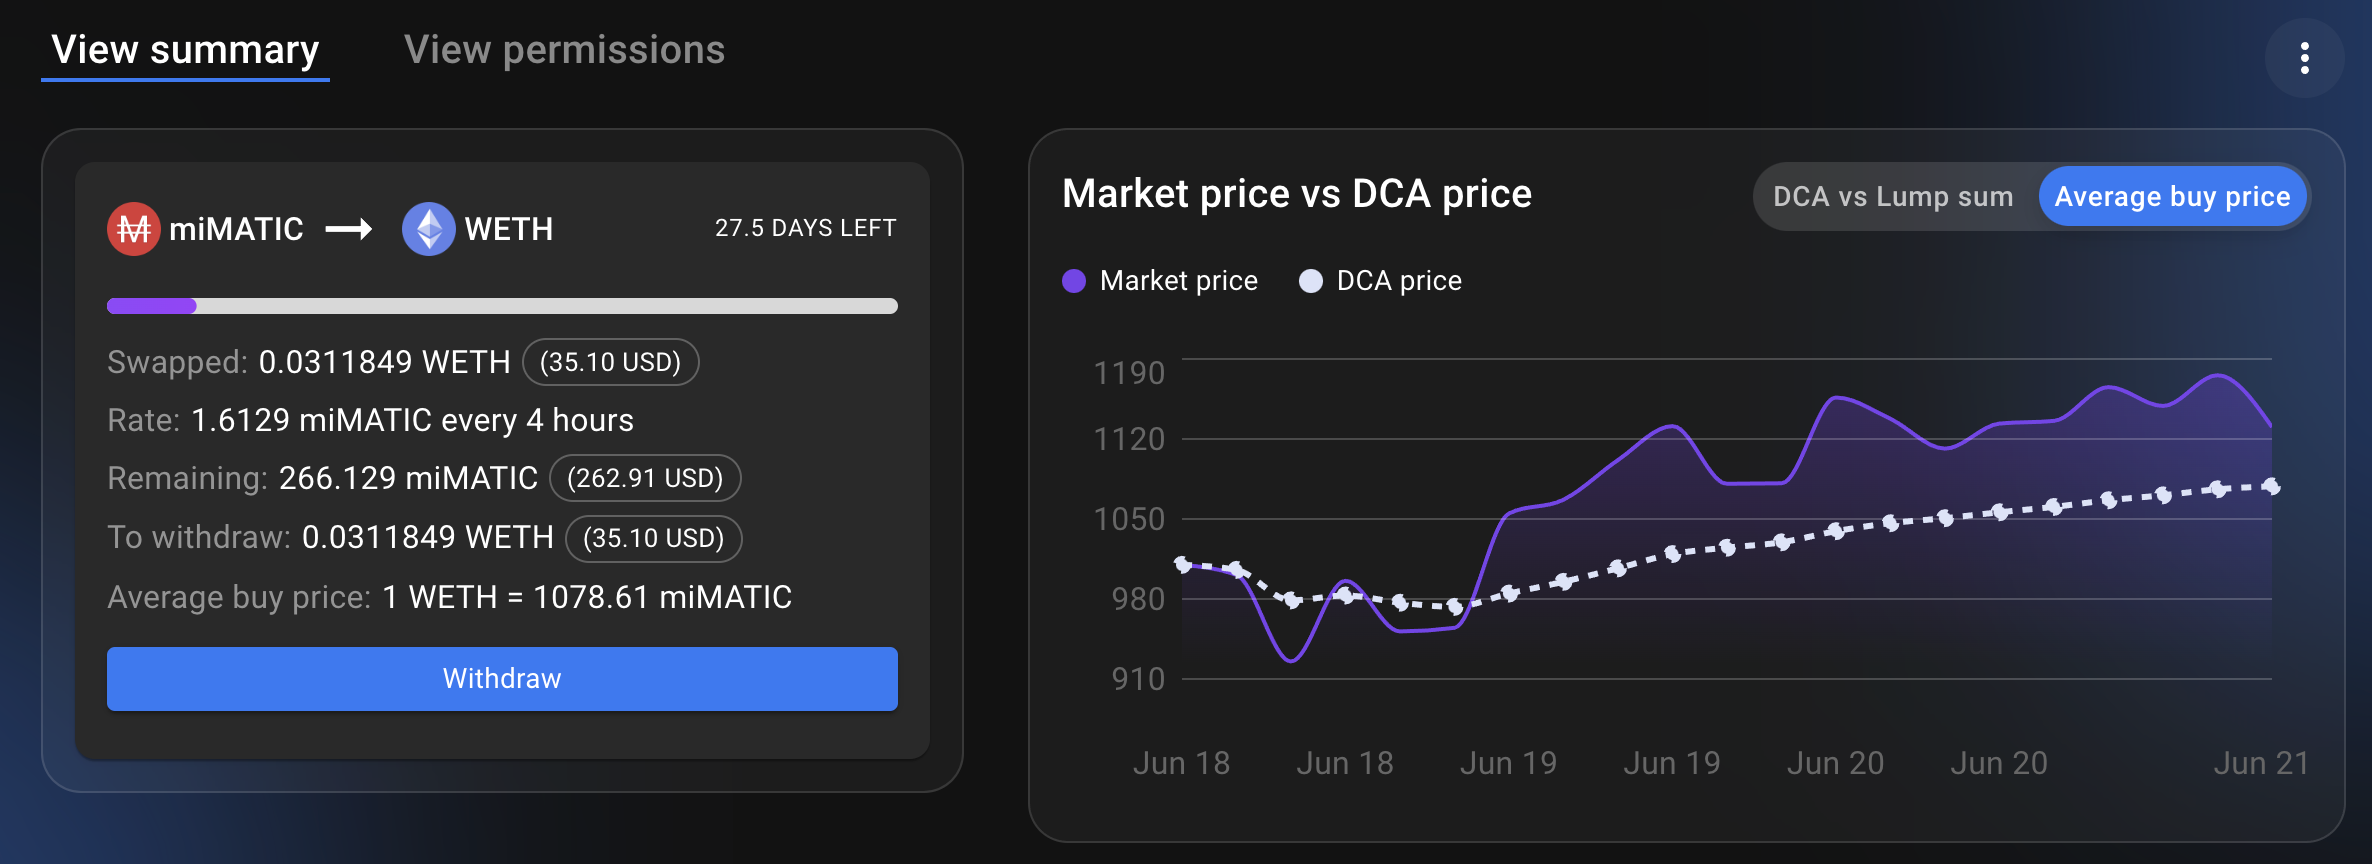 View summary
View permissions
miMATIC → WETH
27.5 DAYS LEFT
Swapped: 0.0311849 WETH (35.10 USD)
Rate: 1.6129 miMATIC every 4 hours
Remaining: 266.129 miMATIC (262.91 USD)
To withdraw: 0.0311849 WETH (35.10 USD)
Average buy price: 1 WETH = 1078.61 miMATIC
Withdraw
Market price vs DCA price
DCA vs Lump sum
Average buy price
Market price
DCA price
1190
1120
1050
980
910
Jun 18
Jun 18
Jun 19
Jun 19
Jun 20
Jun 20
Jun 21